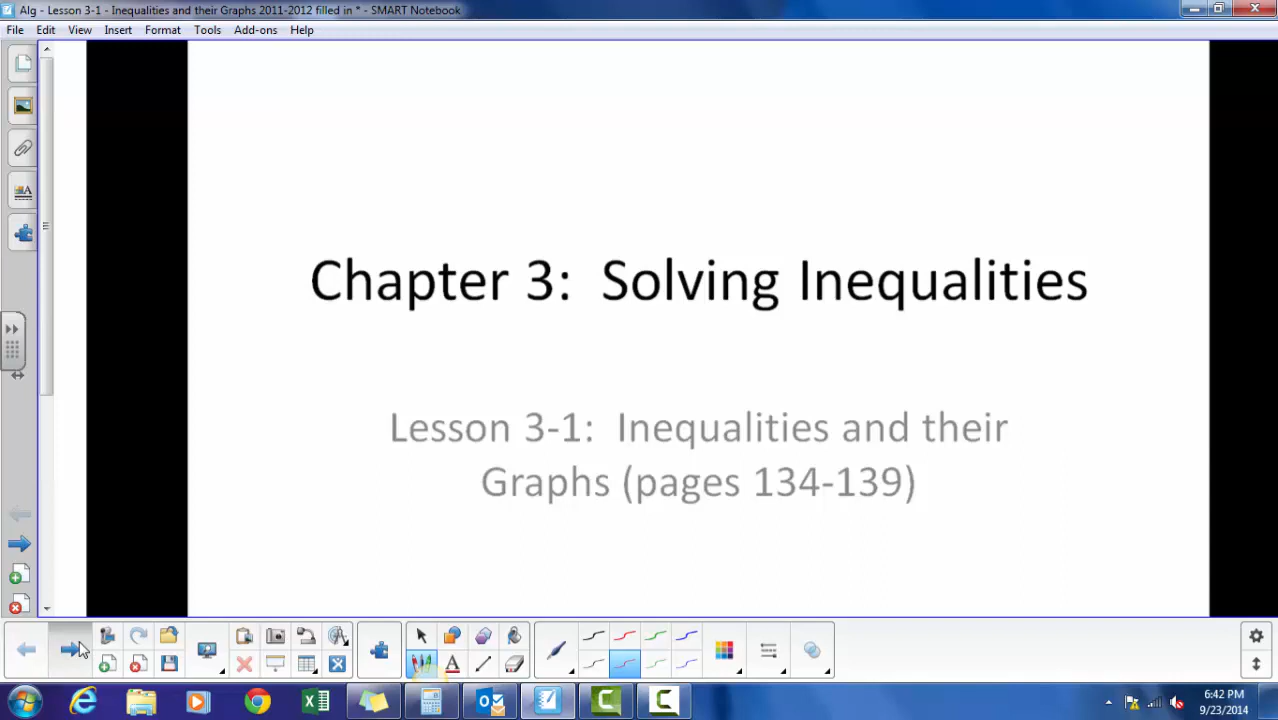 Alg - Lesson 3-1 - Inequalities and their Graphs 2011-2012 filled in * - SMART Notebook
File Edit View Insert Format Tools Add-ons Help
Chapter 3: Solving Inequalities
Lesson 3-1: Inequalities and their
Graphs (pages 134-139)
6:42 PM
9/23/2014